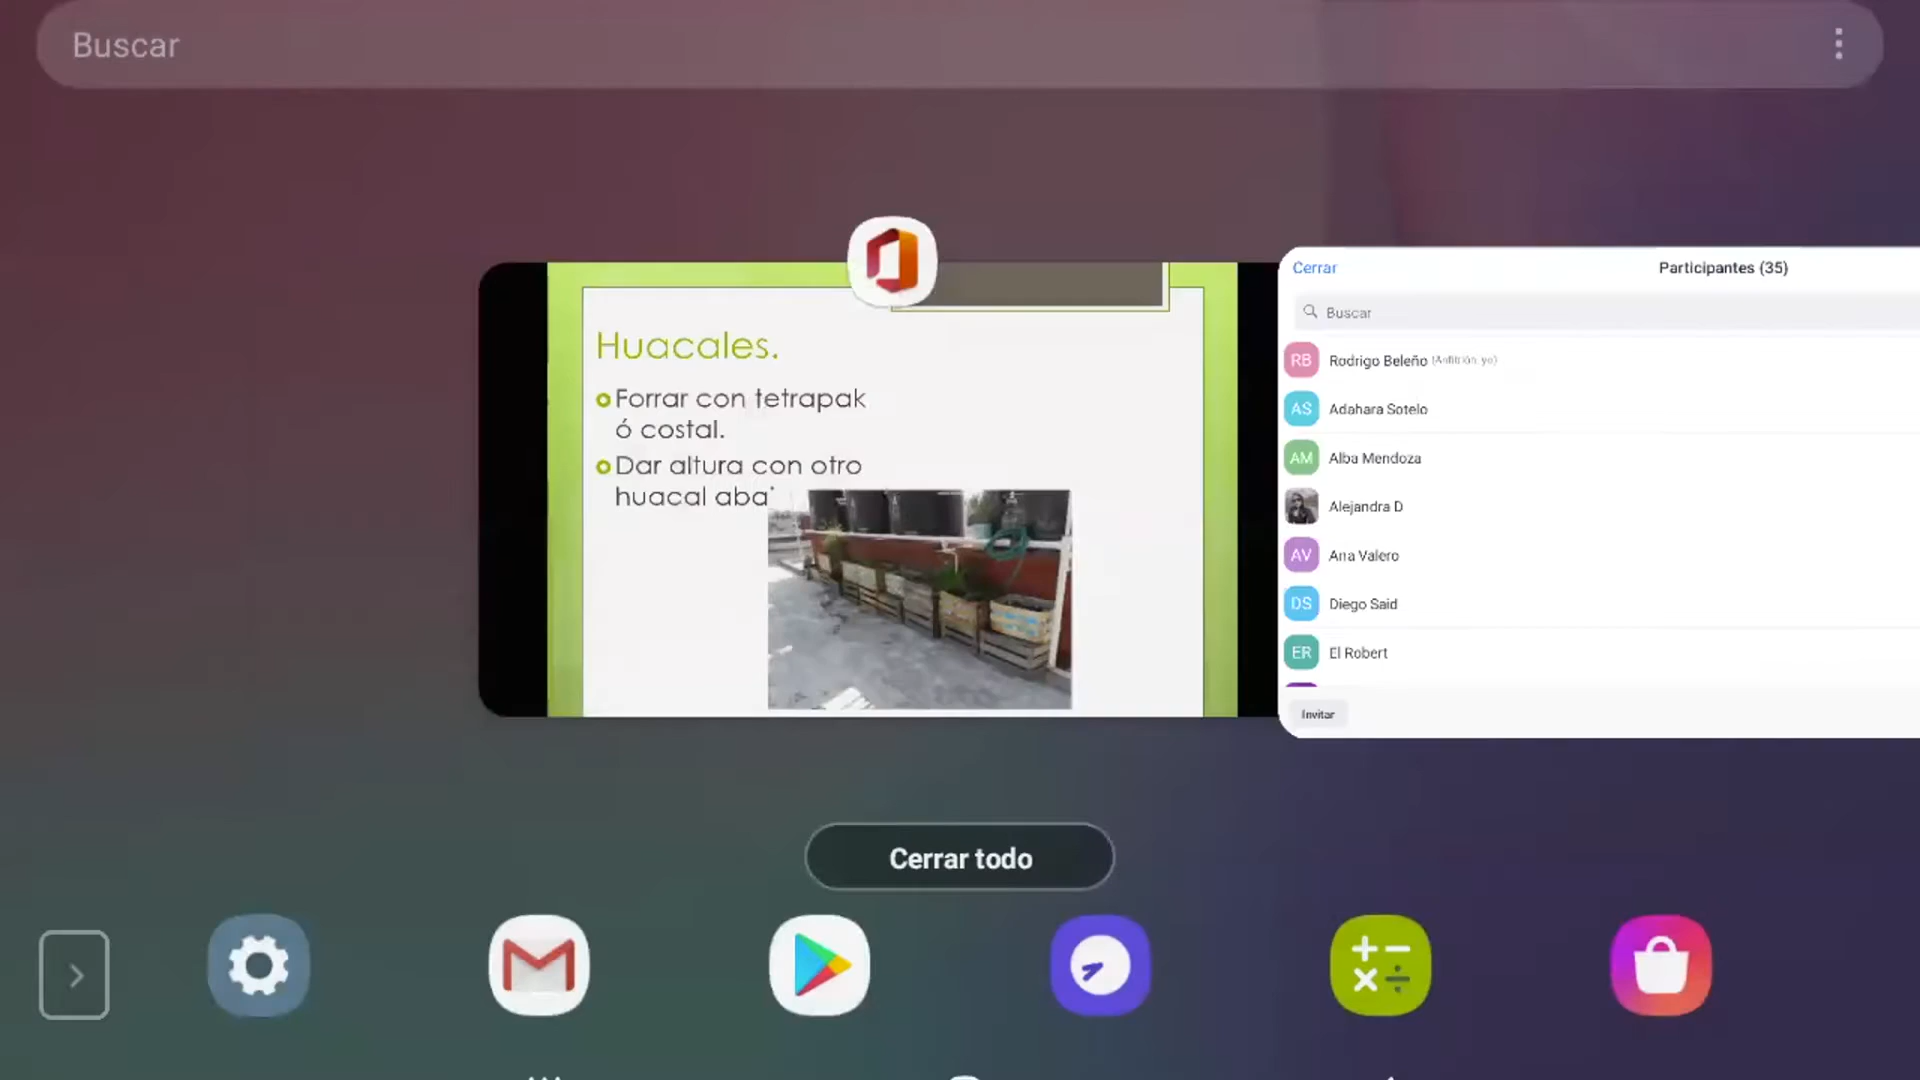 Buscar
Huacales.
Forrar con tetrapak
ó costal.
Dar altura con otro
huacal aba
Cerrar
Participantes (35)
Buscar
RB Rodrigo Beleño (Anfitrión, yo)
AS Adahara Sotelo
AM Alba Mendoza
Alejandra D
AV Ana Valero
DS Diego Said
ER El Robert
Invitar
Cerrar todo